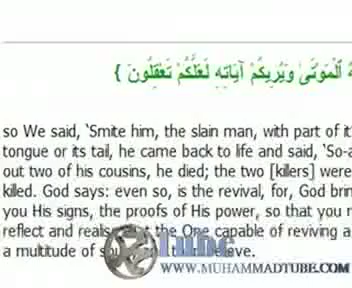 ٱلْمَوْتَىٰ وَيُرِيكُمْ آيَاتِهِ لَعَلَّكُمْ تَعْقِلُونَ }
so We said, ‘Smite him, the slain man, with part of it
tongue or its tail, he came back to life and said, ‘So-a
out two of his cousins, he died; the two [killers] were
killed. God says: even so, is the revival, for, God brin
you His signs, the proofs of His power, so that you
reflect and the One capable of reviving a
a multitude of believe.
Tube
WWW.MUHAMMADTUBE.COM